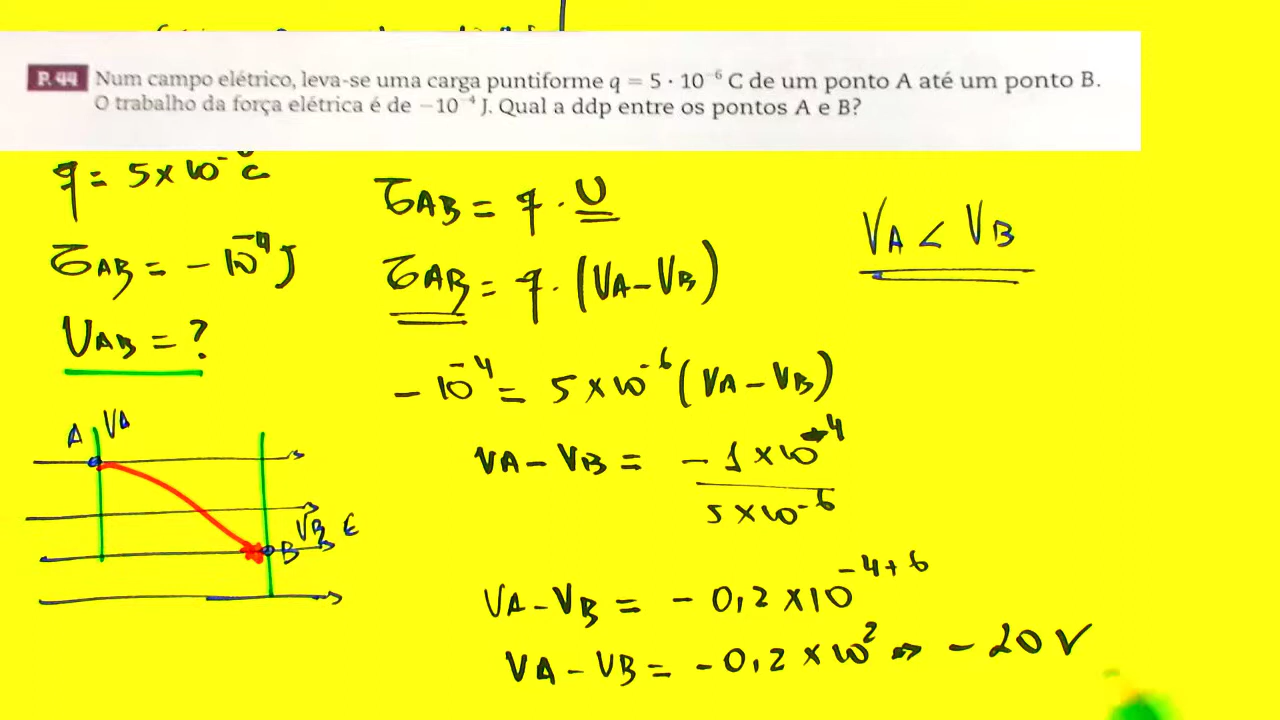 P. 44 Num campo elétrico, leva-se uma carga puntiforme q = 5 · 10⁻⁶ C de um ponto A até um ponto B.
O trabalho da força elétrica é de −10⁻⁴ J. Qual a ddp entre os pontos A e B?
q = 5 × 10⁻ C
τAB = − 10⁻⁴ J
UAB = ?
A VA
VB E
B
τAB = q · U
τAB = q · (VA − VB)
− 10⁻⁴ = 5 × 10⁻⁶ (VA − VB)
VA − VB = − 1 × 10⁻⁴
5 × 10⁻⁶
VA − VB = − 0,2 × 10⁻⁴⁺⁶
VA − VB = − 0,2 × 10² ⇒ − 20 V
VA < VB